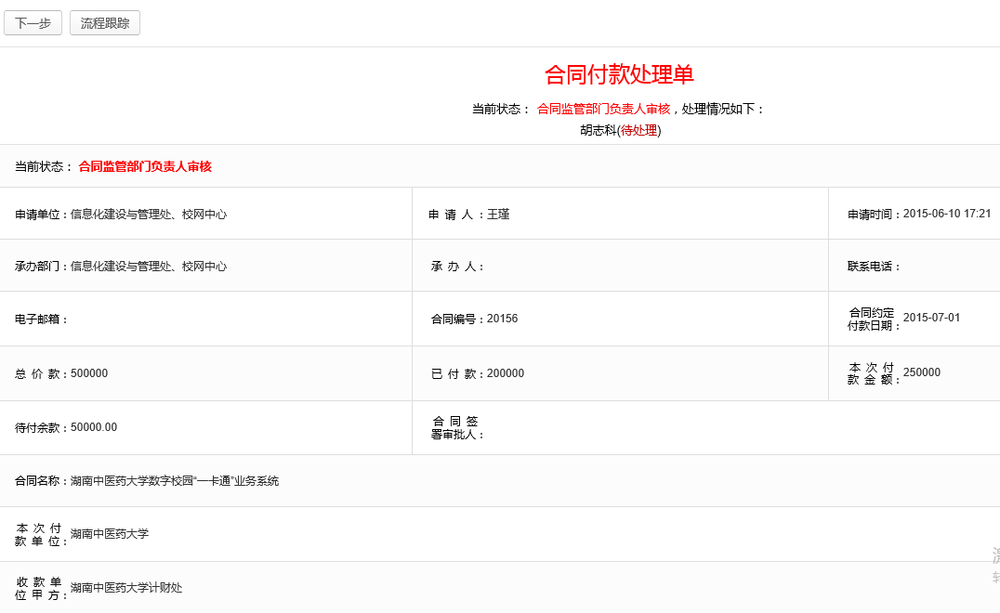 下一步 流程跟踪
合同付款处理单
当前状态： 合同监管部门负责人审核，处理情况如下：
胡志科(待处理)
当前状态： 合同监管部门负责人审核
申请单位：信息化建设与管理处、校网中心 申 请 人：王瑾 申请时间：2015-06-10 17:21
承办部门：信息化建设与管理处、校网中心 承 办 人： 联系电话：
电子邮箱： 合同编号：20156 合同约定
付款日期：2015-07-01
总 价 款：500000 已 付 款：200000 本 次 付
款 金 额：250000
待付余款：50000.00 合 同 签
署审批人：
合同名称：湖南中医药大学数字校园“一卡通”业务系统
本 次 付
款 单 位：湖南中医药大学
收 款 单
位 甲 方：湖南中医药大学计财处